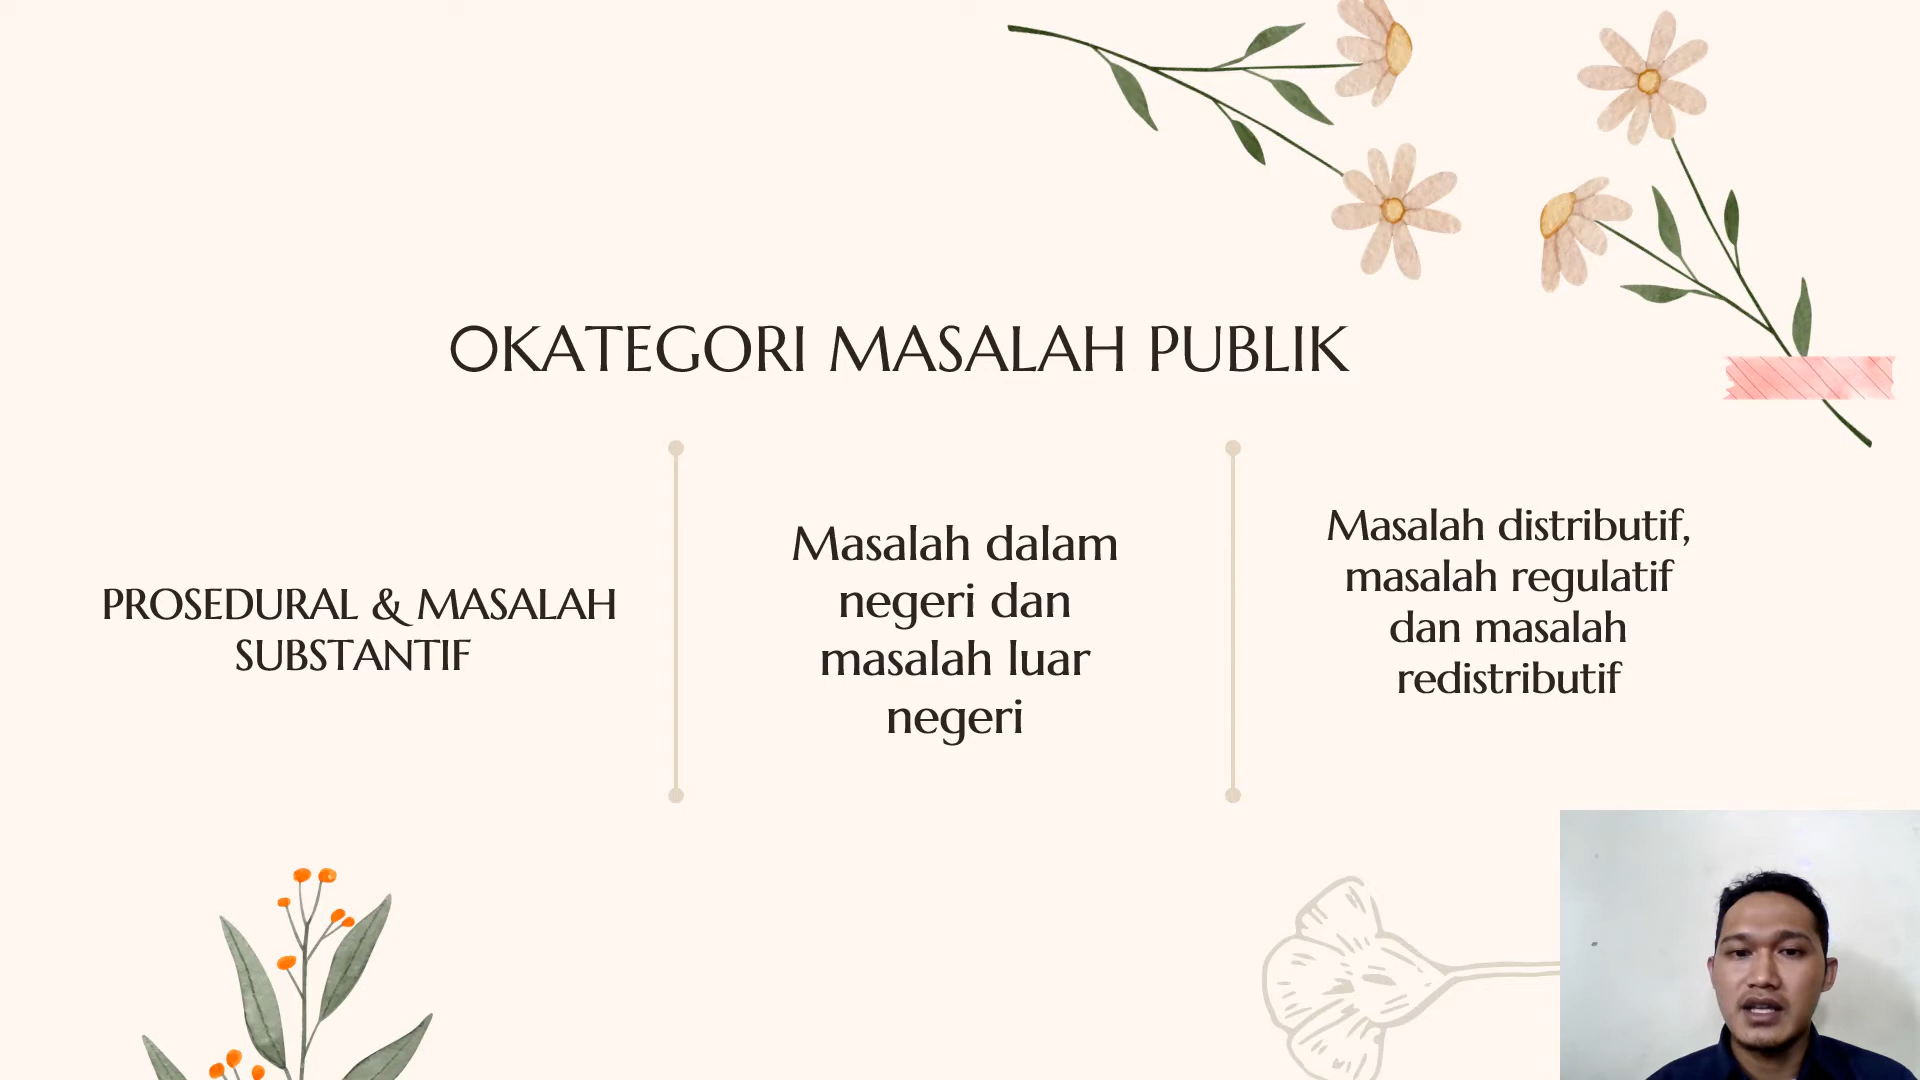 OKATEGORI MASALAH PUBLIK
PROSEDURAL & MASALAH
SUBSTANTIF
Masalah dalam
negeri dan
masalah luar
negeri
Masalah distributif,
masalah regulatif
dan masalah
redistributif